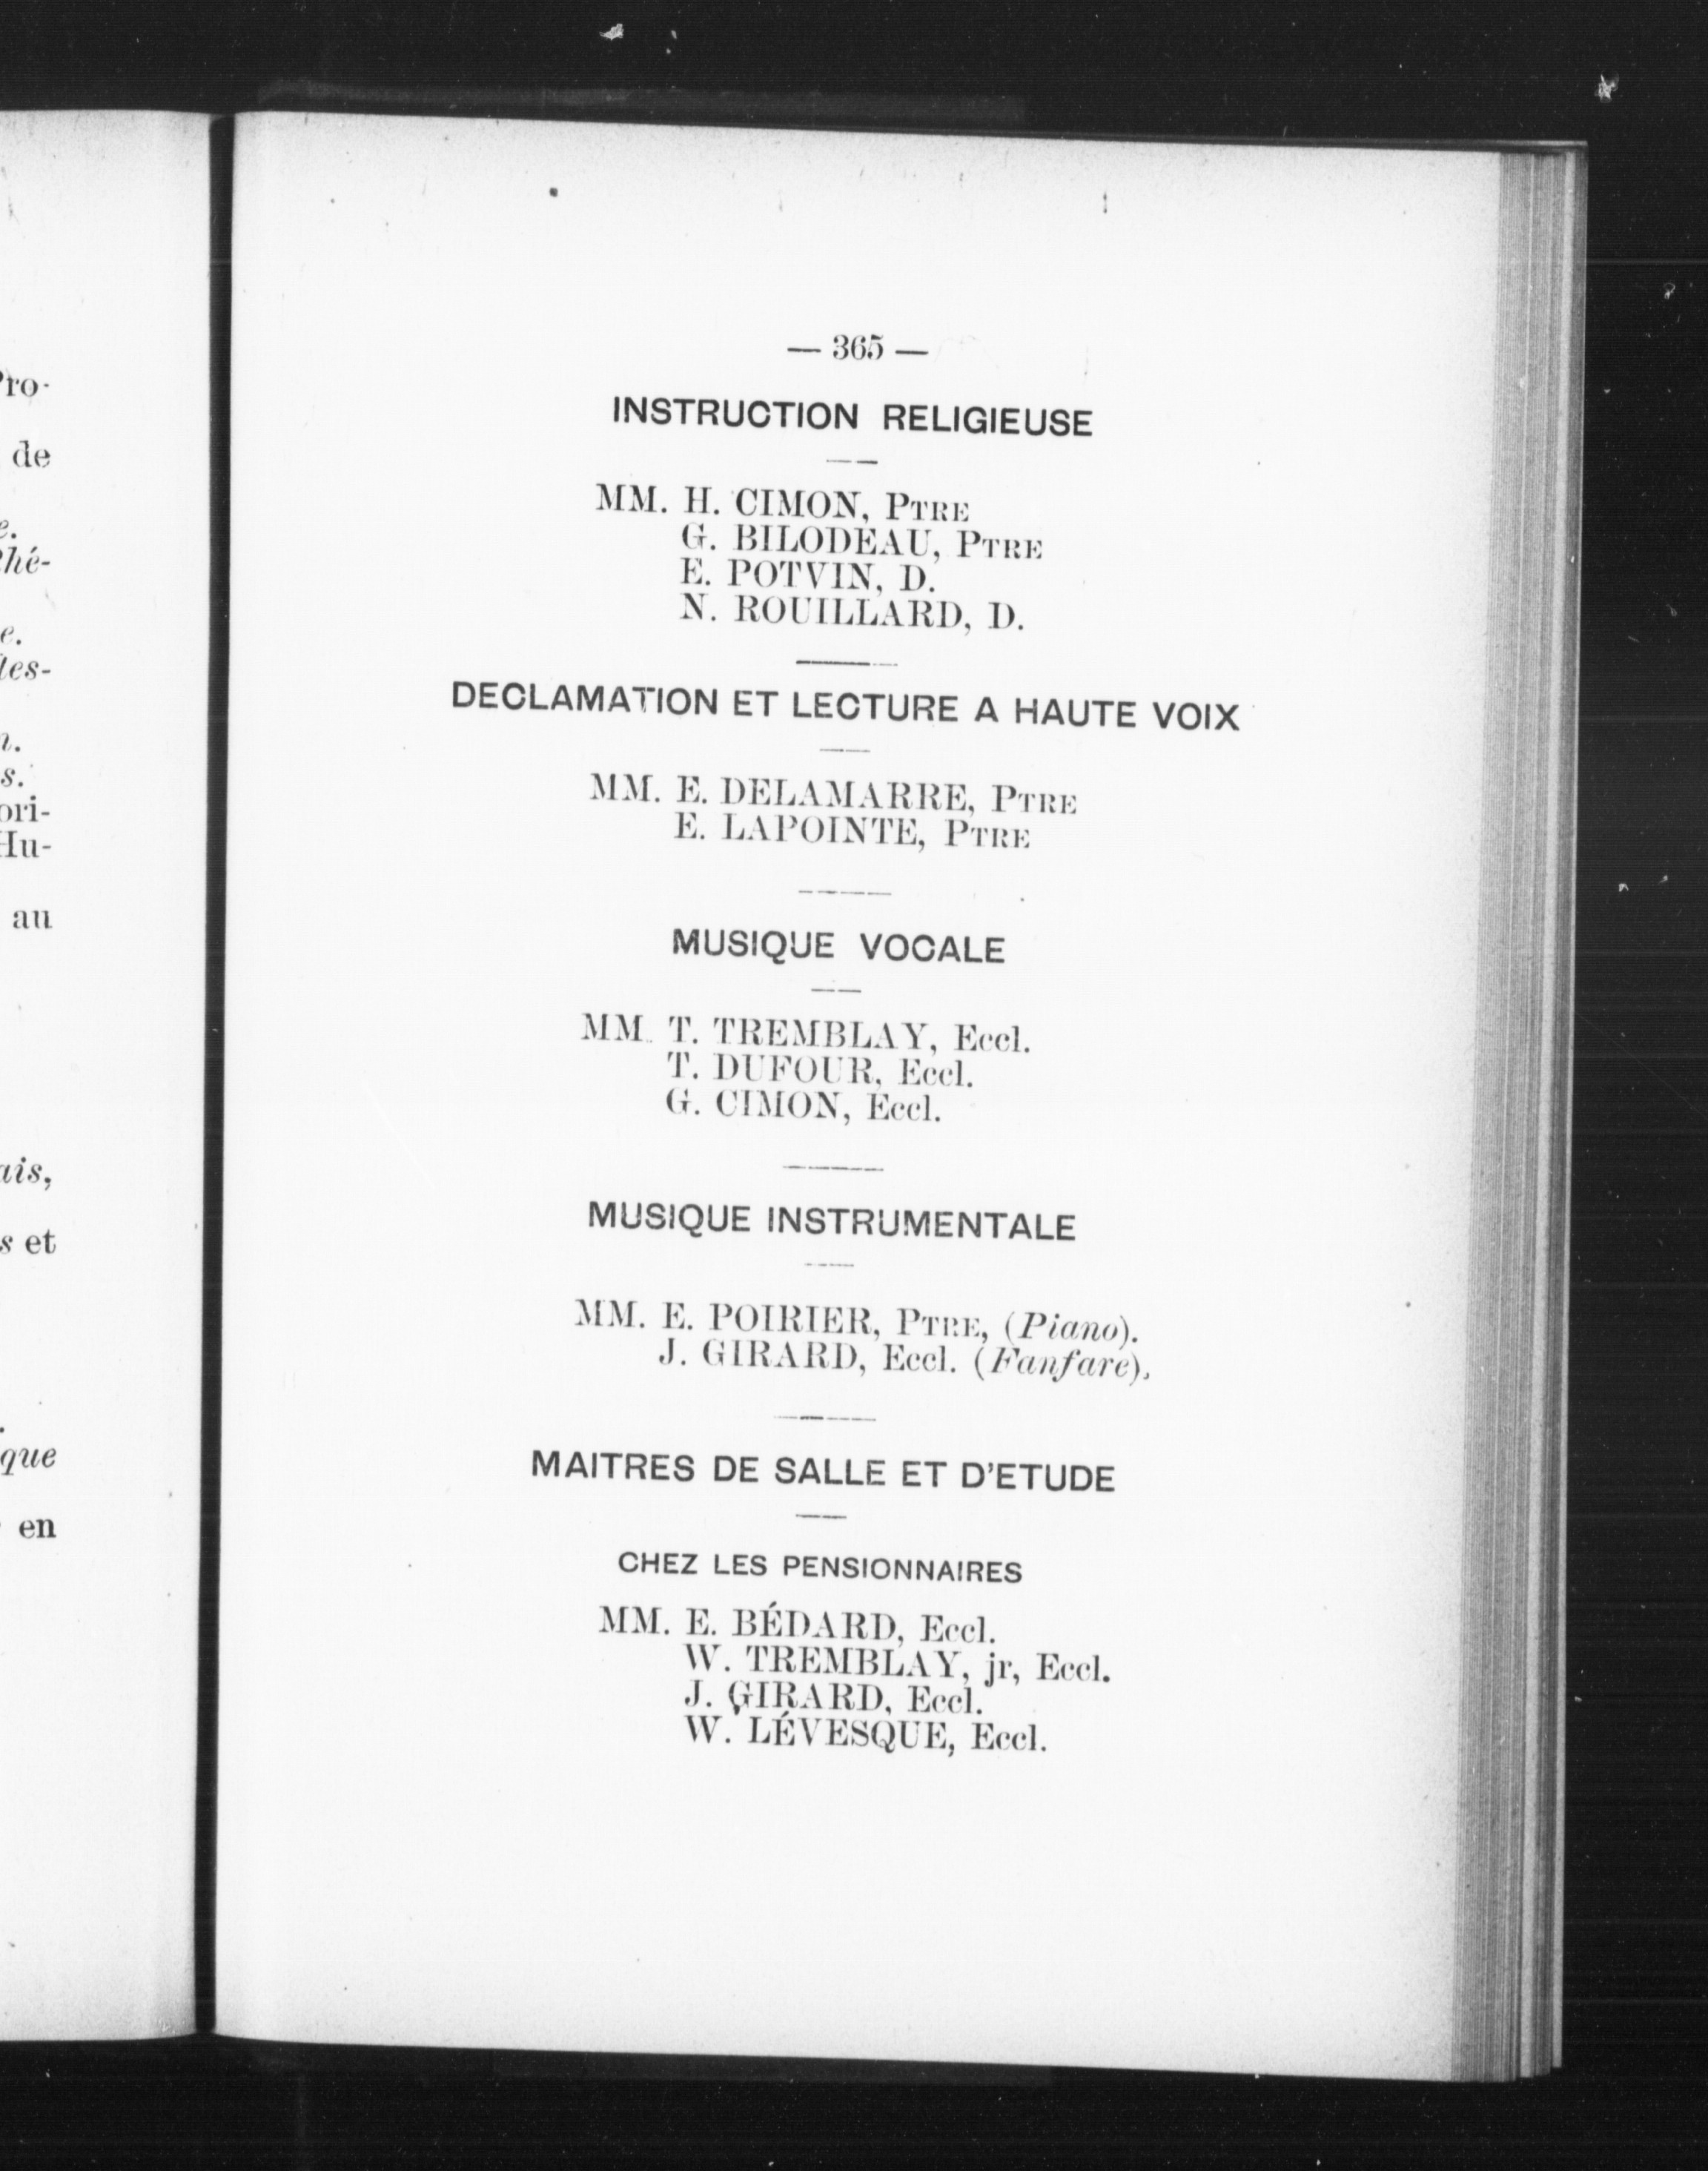 — 365 —
INSTRUCTION RELIGIEUSE
MM. H. CIMON, PTRE
G. BILODEAU, PTRE
E. POTVIN, D.
N. ROUILLARD, D.
DECLAMATION ET LECTURE A HAUTE VOIX
MM. E. DELAMARRE, PTRE
E. LAPOINTE, PTRE
MUSIQUE VOCALE
MM. T. TREMBLAY, Eccl.
T. DUFOUR, Eccl.
G. CIMON, Eccl.
MUSIQUE INSTRUMENTALE
MM. E. POIRIER, PTRE, (Piano).
J. GIRARD, Eccl. (Fanfare),
MAITRES DE SALLE ET D'ETUDE
CHEZ LES PENSIONNAIRES
MM. E. BÉDARD, Eccl.
W. TREMBLAY, jr, Eccl.
J. GIRARD, Eccl.
W. LÉVESQUE, Eccl.